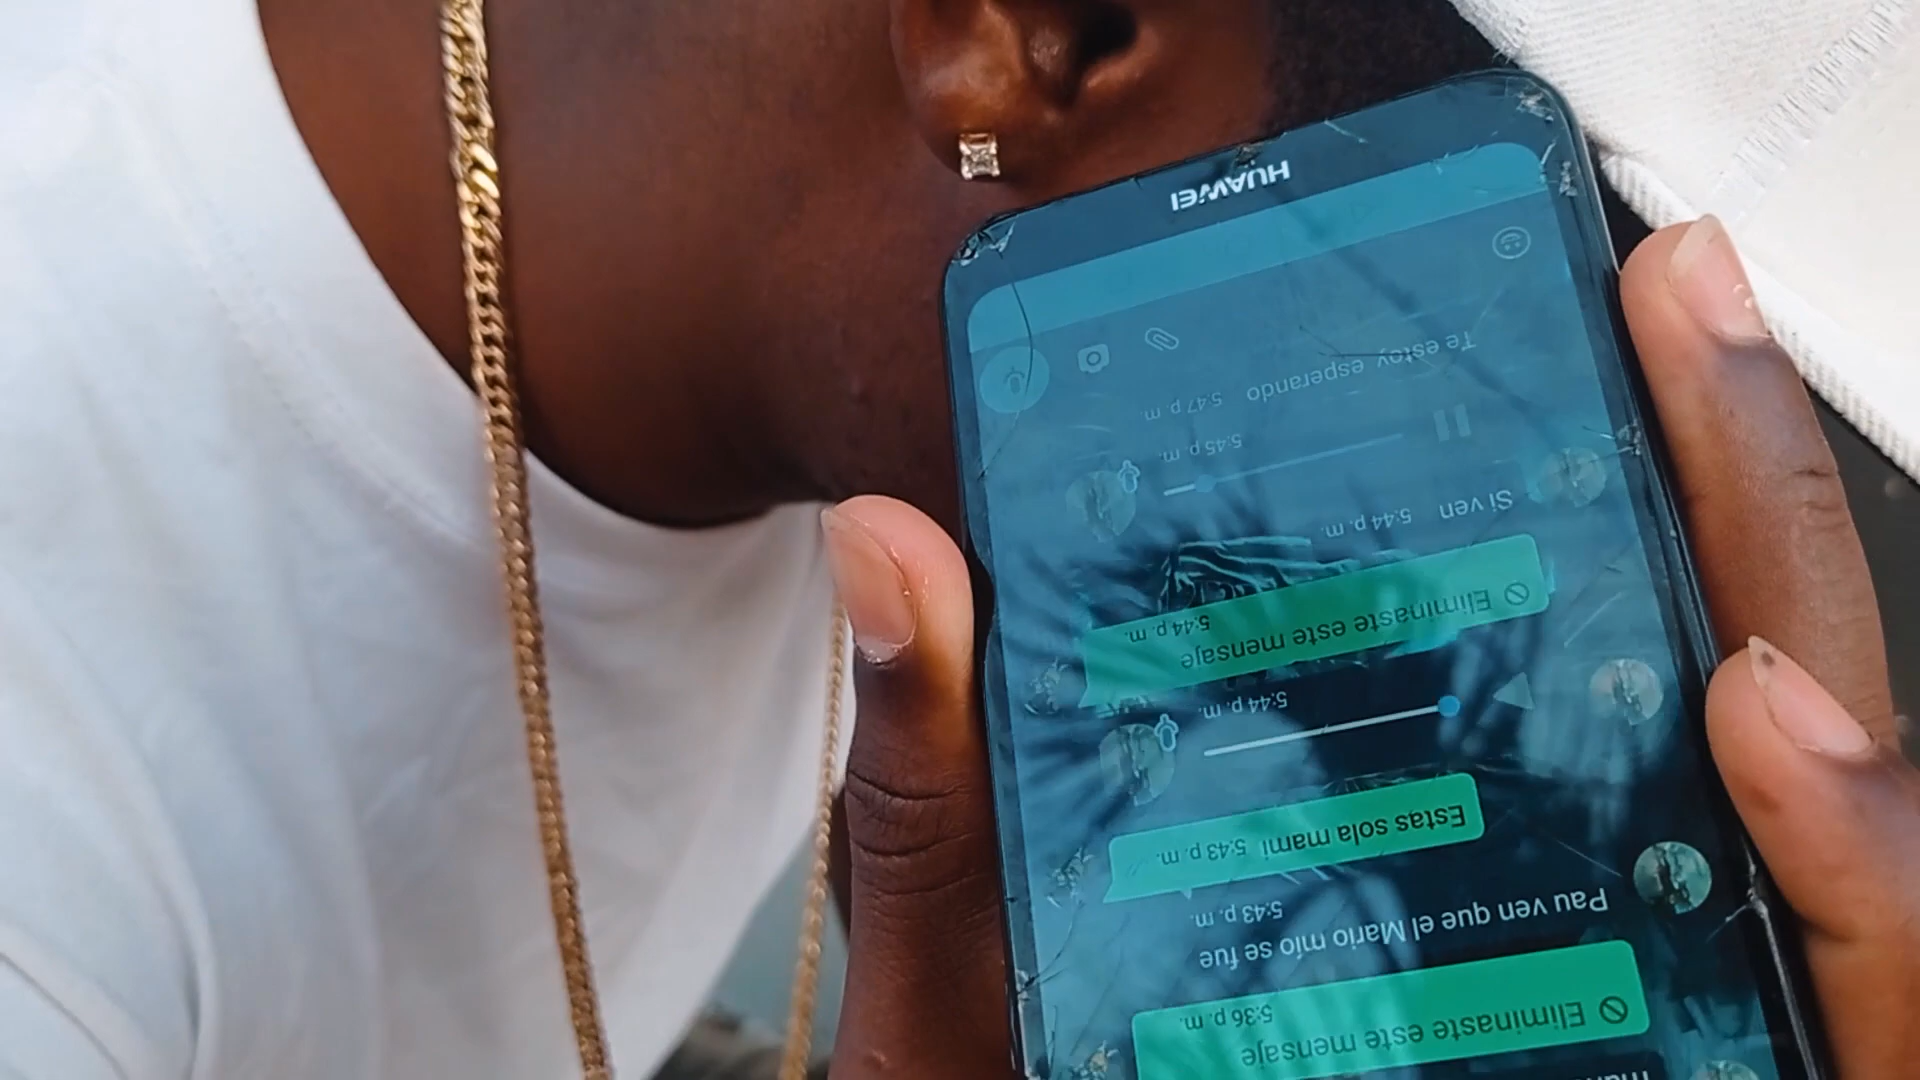 Eliminaste este mensaje
5:36 p. m.
Pau ven que el Mario mío se fue
5:43 p. m.
Estas sola mami 5:43 p. m.
5:44 p. m.
Eliminaste este mensaje
5:44 p. m.
Si ven 5:44 p. m.
5:45 p. m.
Te estoy esperando 5:47 p. m.
HUAWEI